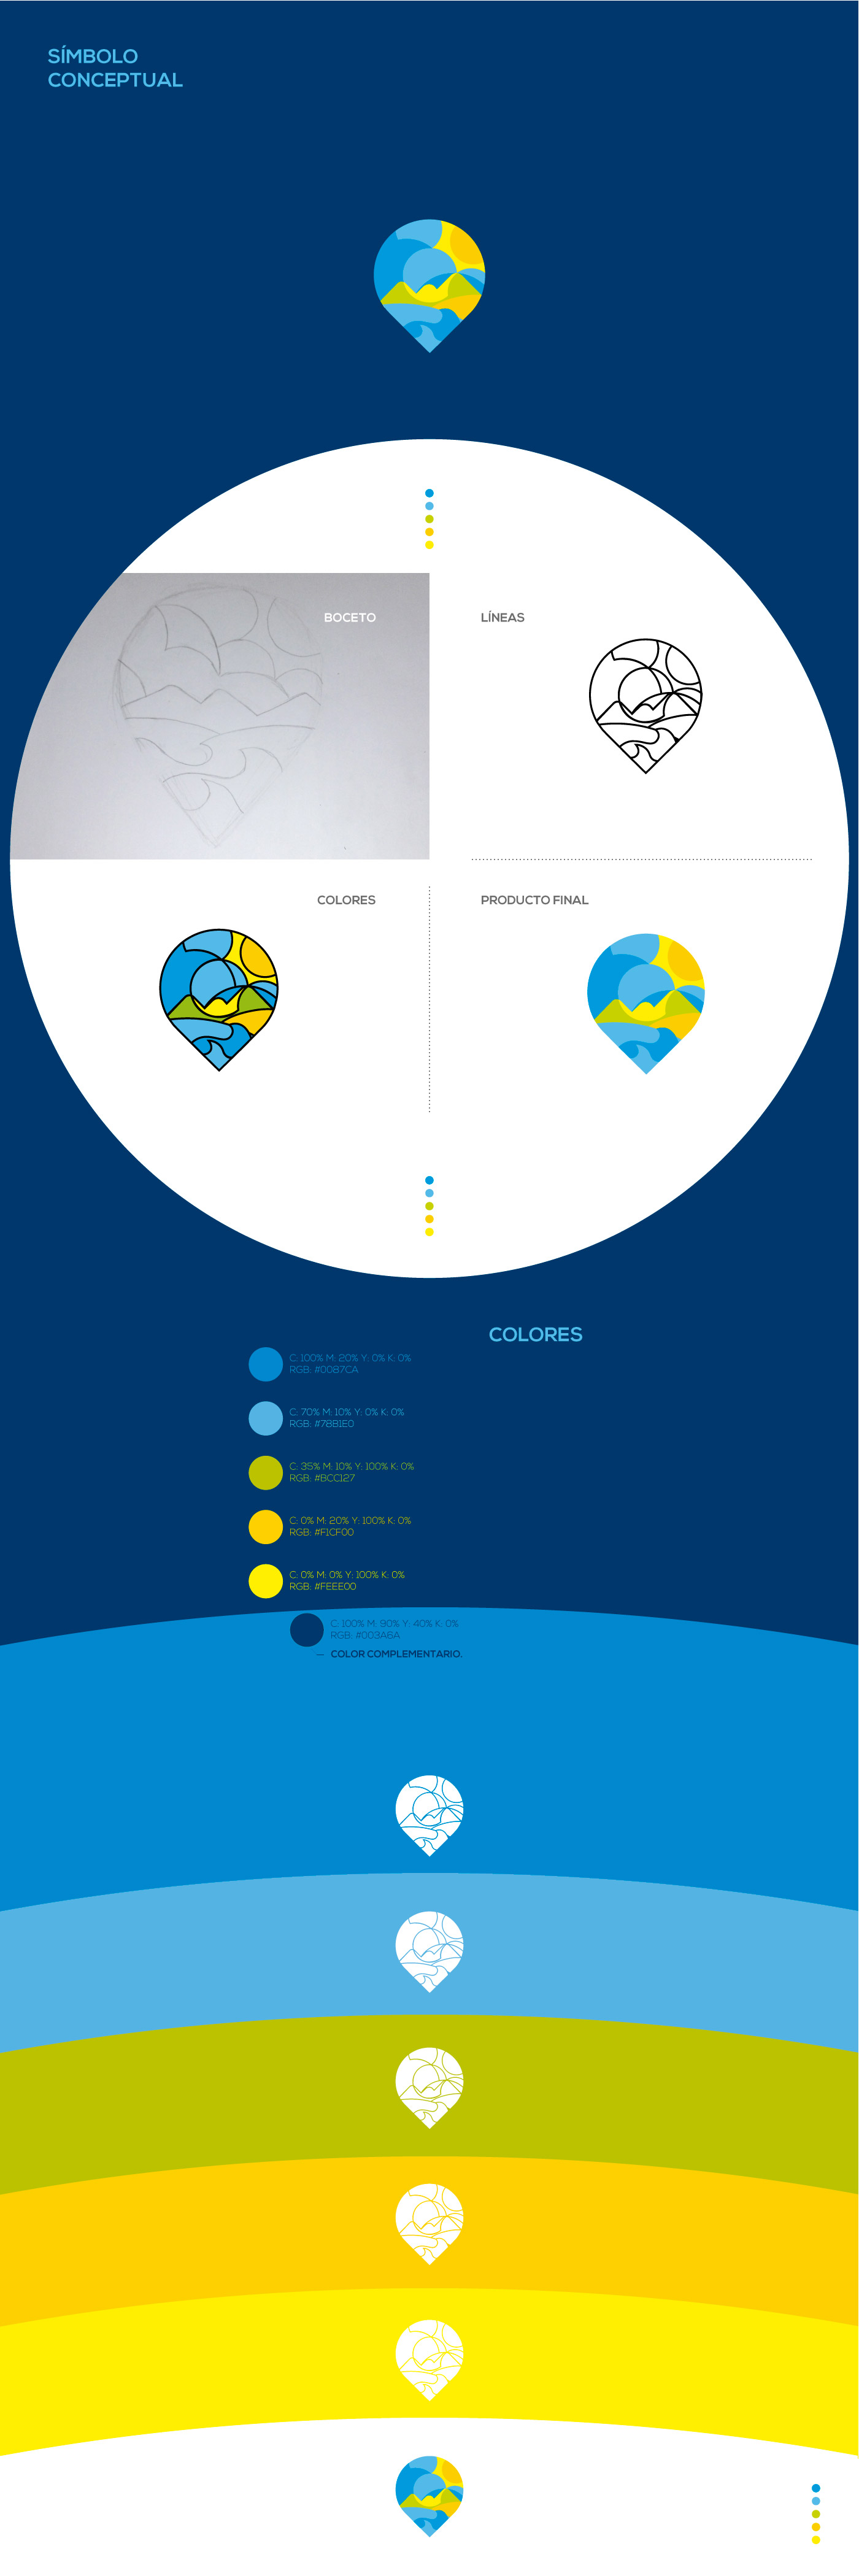 SÍMBOLO
CONCEPTUAL
BOCETO
LÍNEAS
COLORES
PRODUCTO FINAL
COLORES
C: 100% M: 20% Y: 0% K: 0%
RGB: #0087CA
C: 70% M: 10% Y: 0% K: 0%
RGB: #78B1E0
C: 35% M: 10% Y: 100% K: 0%
RGB: #BCC127
C: 0% M: 20% Y: 100% K: 0%
RGB: #F1CF00
C: 0% M: 0% Y: 100% K: 0%
RGB: #FEEE00
C: 100% M: 90% Y: 40% K: 0%
RGB: #003A6A
— COLOR COMPLEMENTARIO.